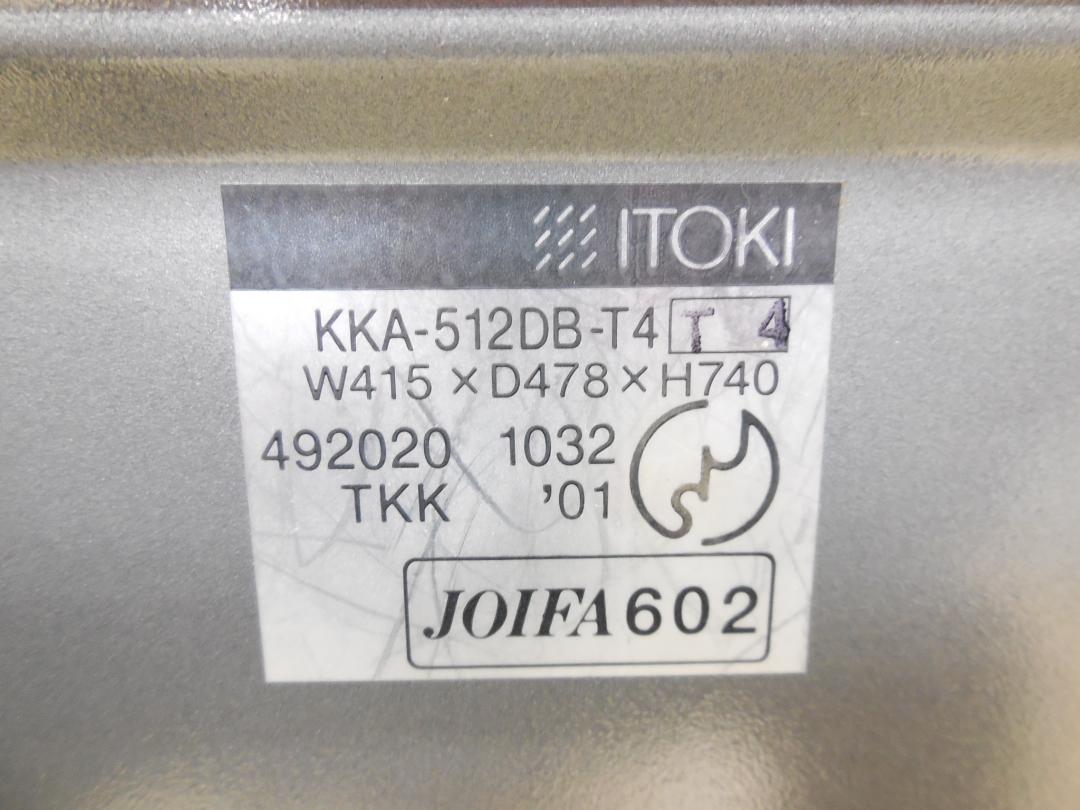 ITOKI
KKA-512DB-T4 T 4
W415×D478×H740
492020 1032
TKK '01
JOIFA 602